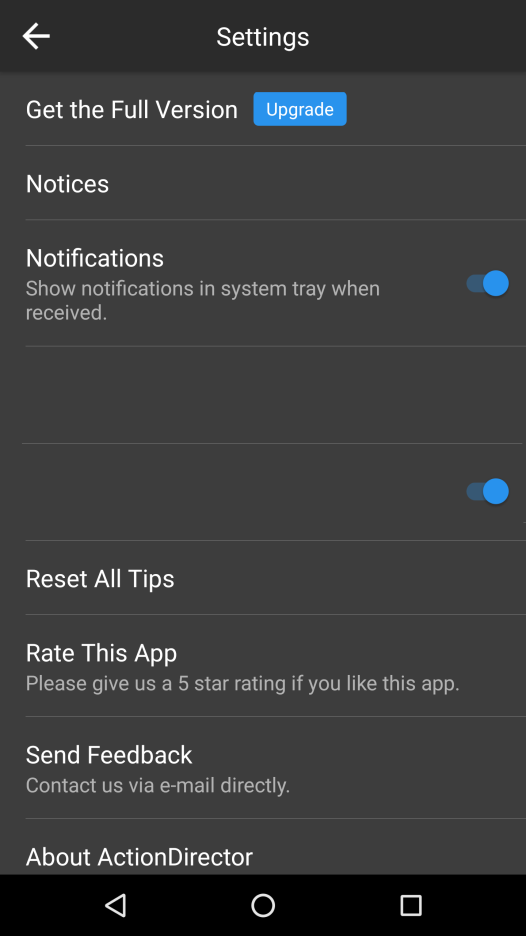 Settings
Get the Full Version Upgrade
Notices
Notifications
Show notifications in system tray when
received.
Reset All Tips
Rate This App
Please give us a 5 star rating if you like this app.
Send Feedback
Contact us via e-mail directly.
About ActionDirector